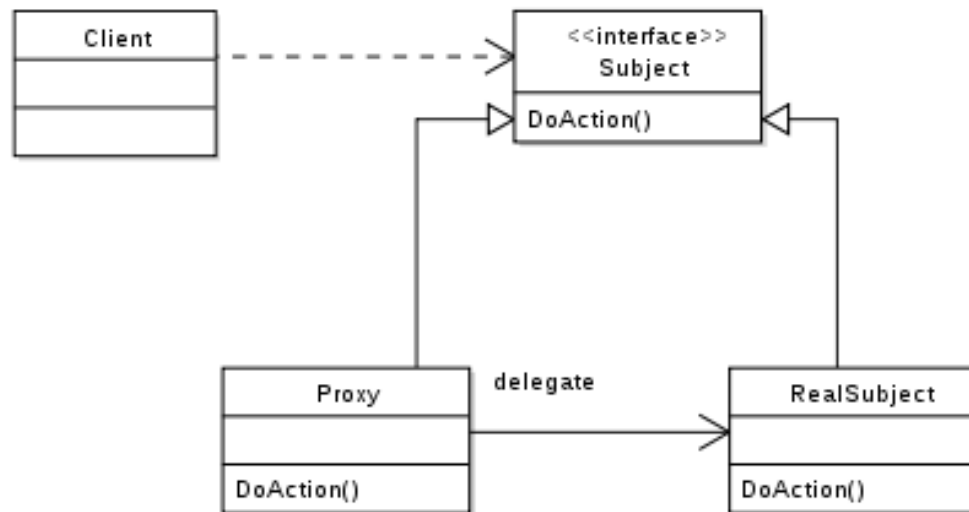 Client
<<interface>>
Subject
DoAction()
Proxy
delegate
RealSubject
DoAction()
DoAction()